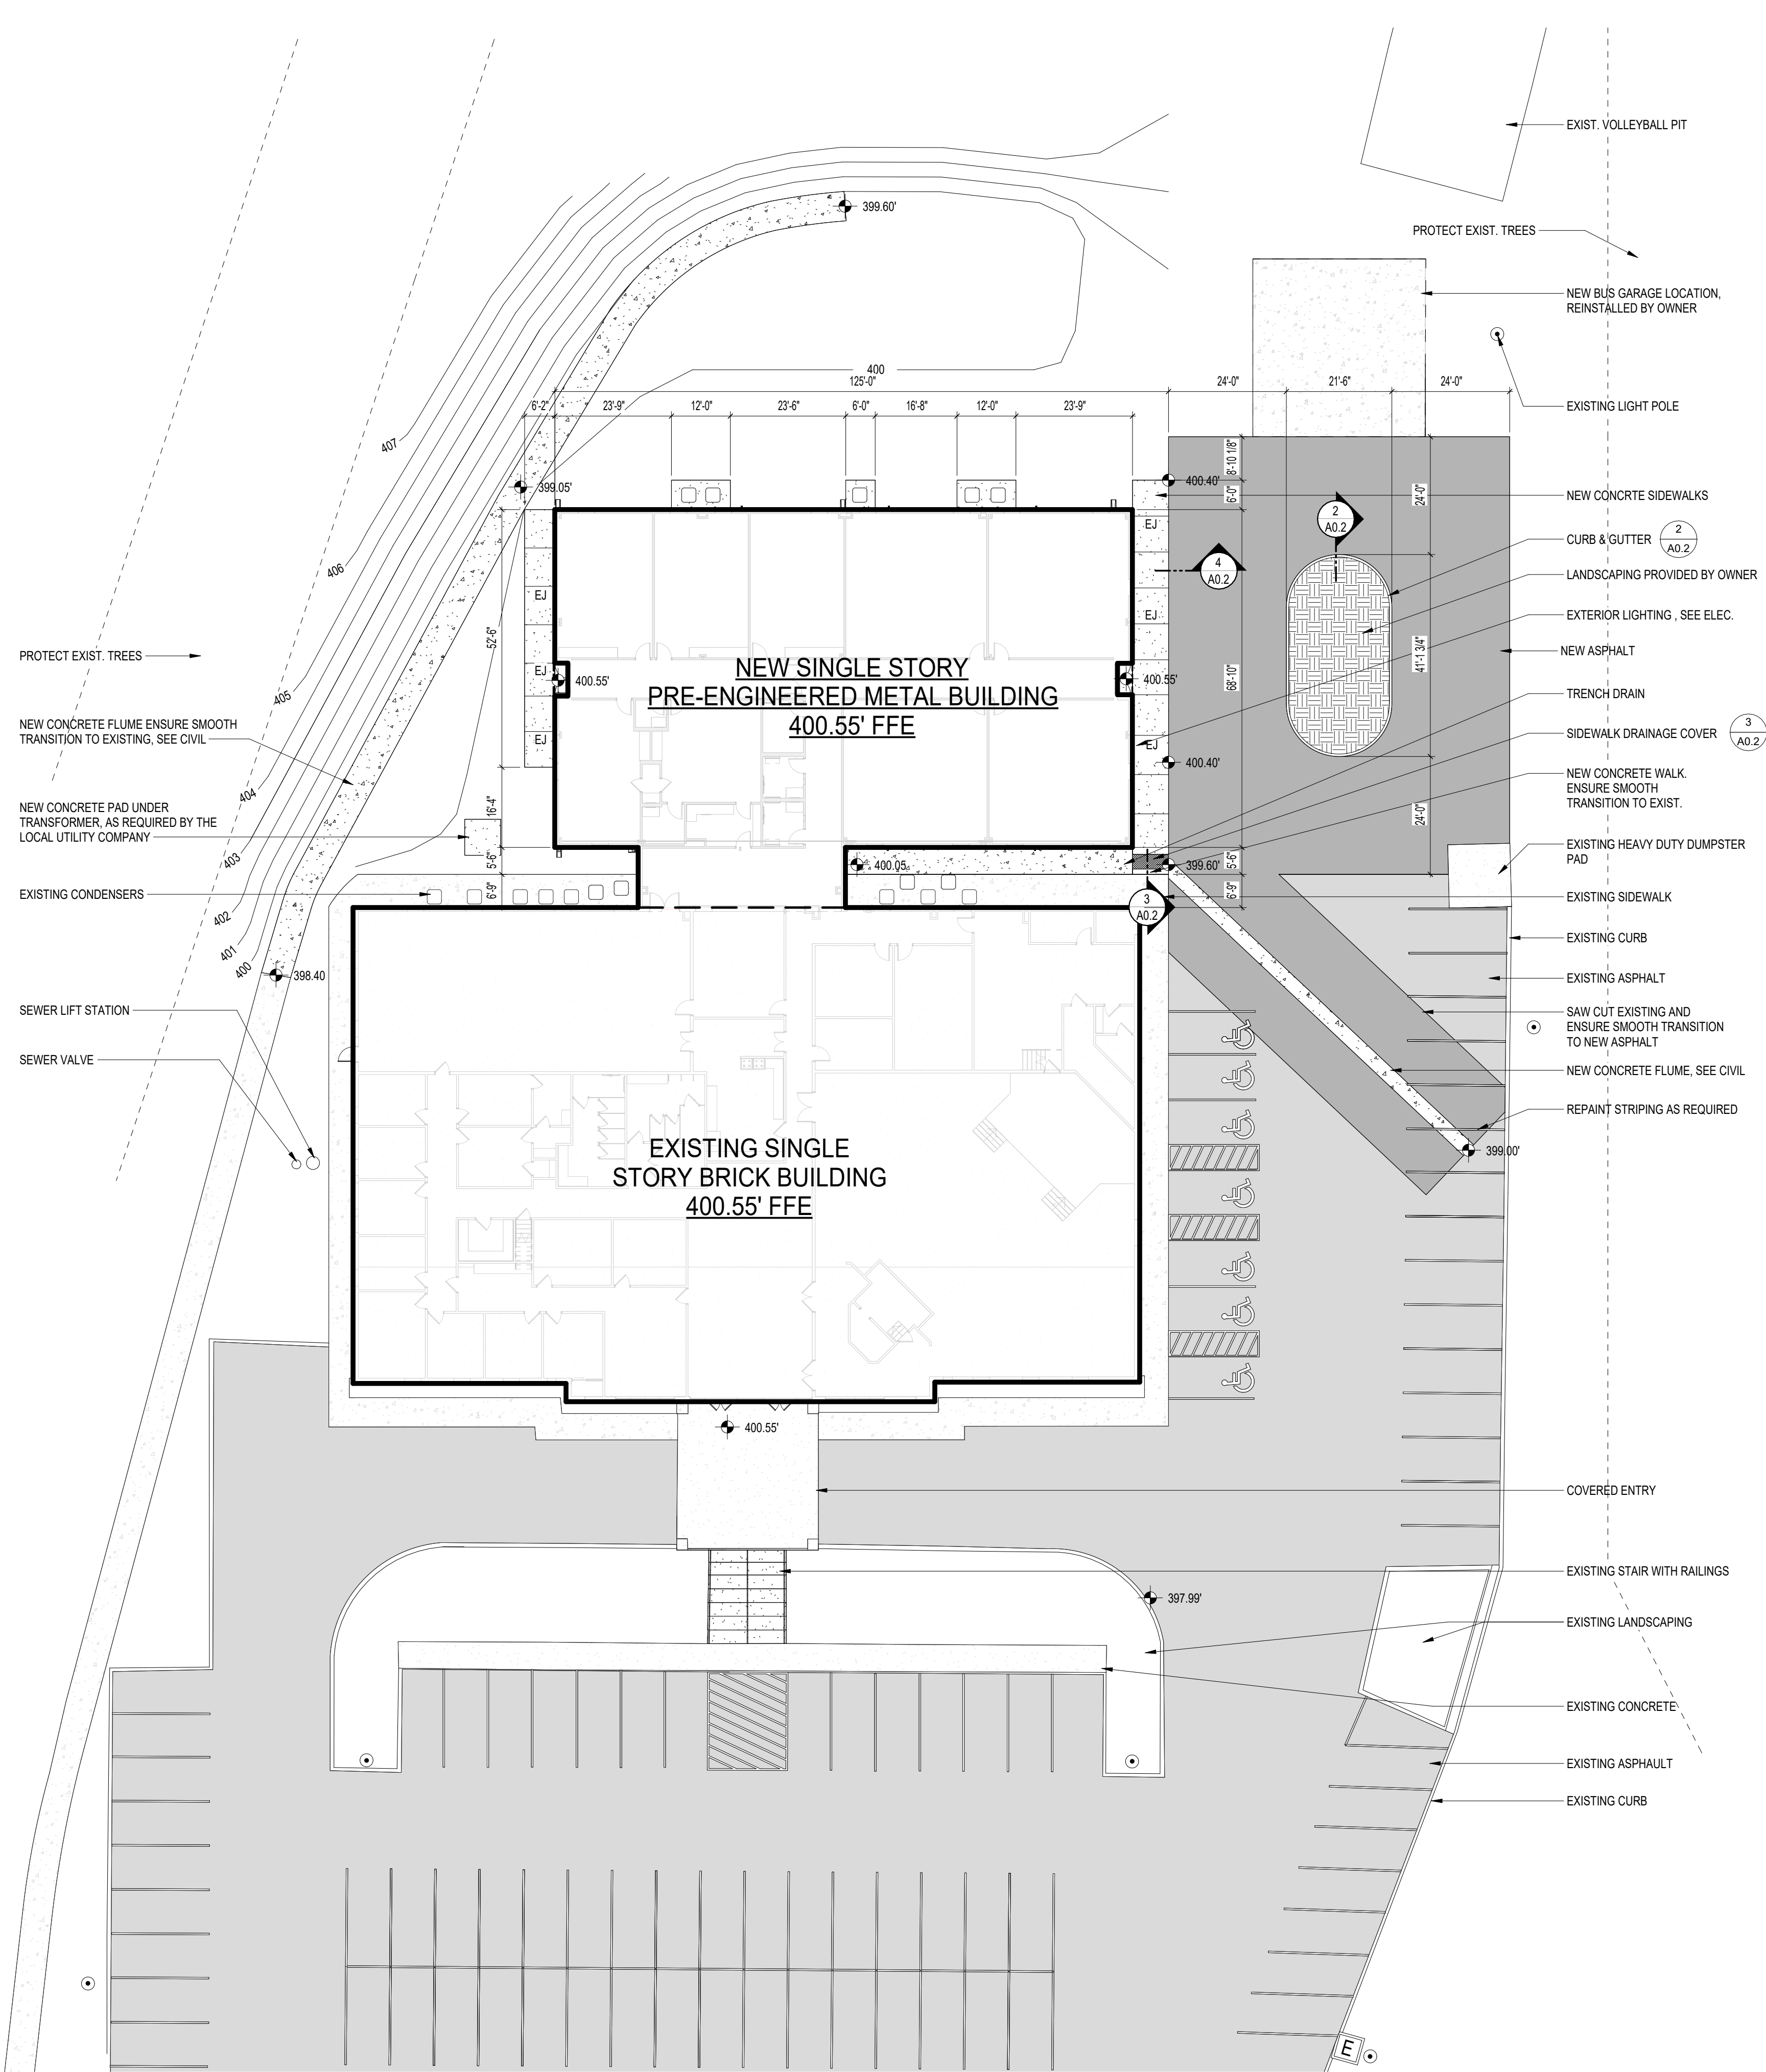 EXIST. VOLLEYBALL PIT
399.60'
PROTECT EXIST. TREES
NEW BUS GARAGE LOCATION,
REINSTALLED BY OWNER
400
125'-0"
24'-0"
21'-6"
24'-0"
6'-2"
23'-9"
12'-0"
23'-6"
6'-0"
16'-8"
12'-0"
23'-9"
EXISTING LIGHT POLE
407
8'-10 1/8"
399.05'
400.40'
6'-0"
24'-0"
NEW CONCRTE SIDEWALKS
EJ
2
A0.2
CURB & GUTTER
2
A0.2
4
A0.2
406
LANDSCAPING PROVIDED BY OWNER
EJ
EJ
EXTERIOR LIGHTING , SEE ELEC.
52'-6"
41'-1 3/4"
NEW ASPHALT
PROTECT EXIST. TREES
EJ
400.55'
NEW SINGLE STORY
PRE-ENGINEERED METAL BUILDING
400.55' FFE
400.55'
68'-10"
405
TRENCH DRAIN
NEW CONCRETE FLUME ENSURE SMOOTH
TRANSITION TO EXISTING, SEE CIVIL
EJ
EJ
SIDEWALK DRAINAGE COVER
3
A0.2
400.40'
NEW CONCRETE WALK.
ENSURE SMOOTH
TRANSITION TO EXIST.
404
NEW CONCRETE PAD UNDER
TRANSFORMER, AS REQUIRED BY THE
LOCAL UTILITY COMPANY
16'-4"
24'-0"
403
5'-6"
400.05
399.60'
5'-6"
EXISTING HEAVY DUTY DUMPSTER
PAD
EXISTING CONDENSERS
6'-9"
6'-9"
EXISTING SIDEWALK
402
3
A0.2
EXISTING CURB
401
400
398.40
EXISTING ASPHALT
SEWER LIFT STATION
SAW CUT EXISTING AND
ENSURE SMOOTH TRANSITION
TO NEW ASPHALT
SEWER VALVE
NEW CONCRETE FLUME, SEE CIVIL
REPAINT STRIPING AS REQUIRED
EXISTING SINGLE
STORY BRICK BUILDING
400.55' FFE
399.00'
400.55'
COVERED ENTRY
EXISTING STAIR WITH RAILINGS
397.99'
EXISTING LANDSCAPING
EXISTING CONCRETE
EXISTING ASPHAULT
EXISTING CURB
E